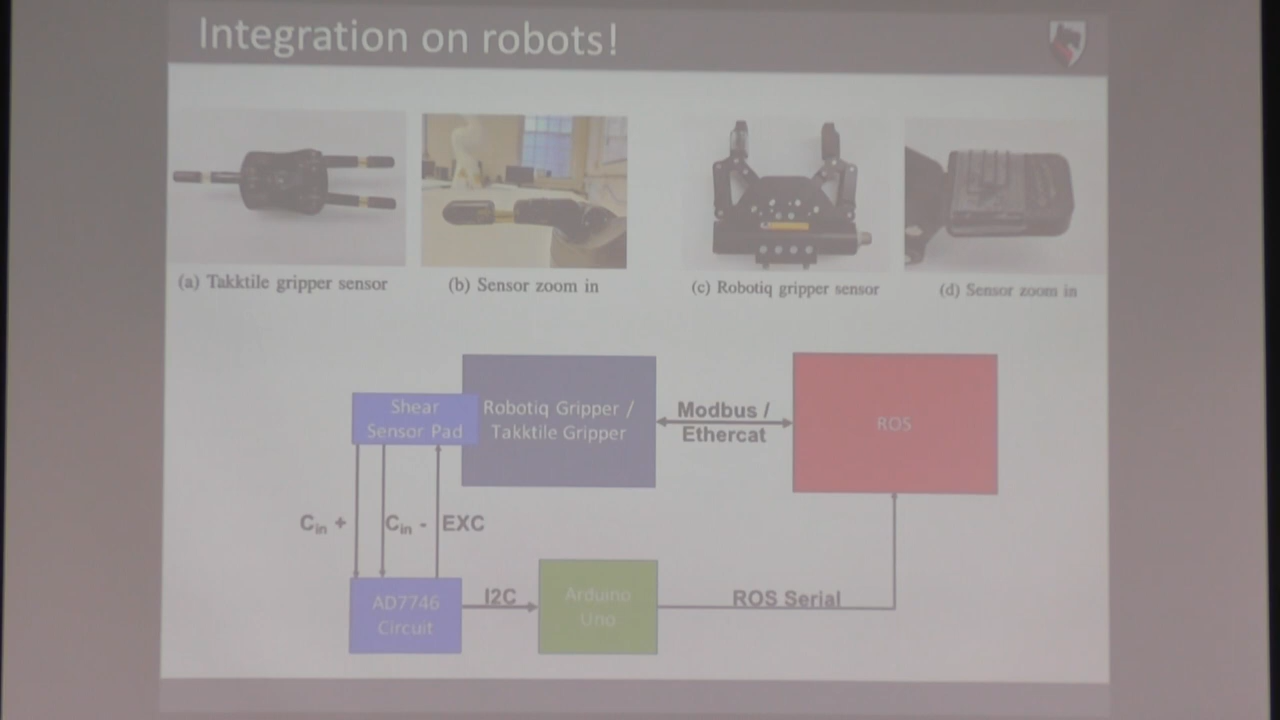 Integration on robots!
(a) Takktile gripper sensor
(b) Sensor zoom in
(c) Robotiq gripper sensor
(d) Sensor zoom in
Shear
Sensor Pad
Robotiq Gripper /
Takktile Gripper
Modbus /
Ethercat
ROS
Cin +
Cin -
EXC
AD7746
Circuit
I2C
Arduino
Uno
ROS Serial